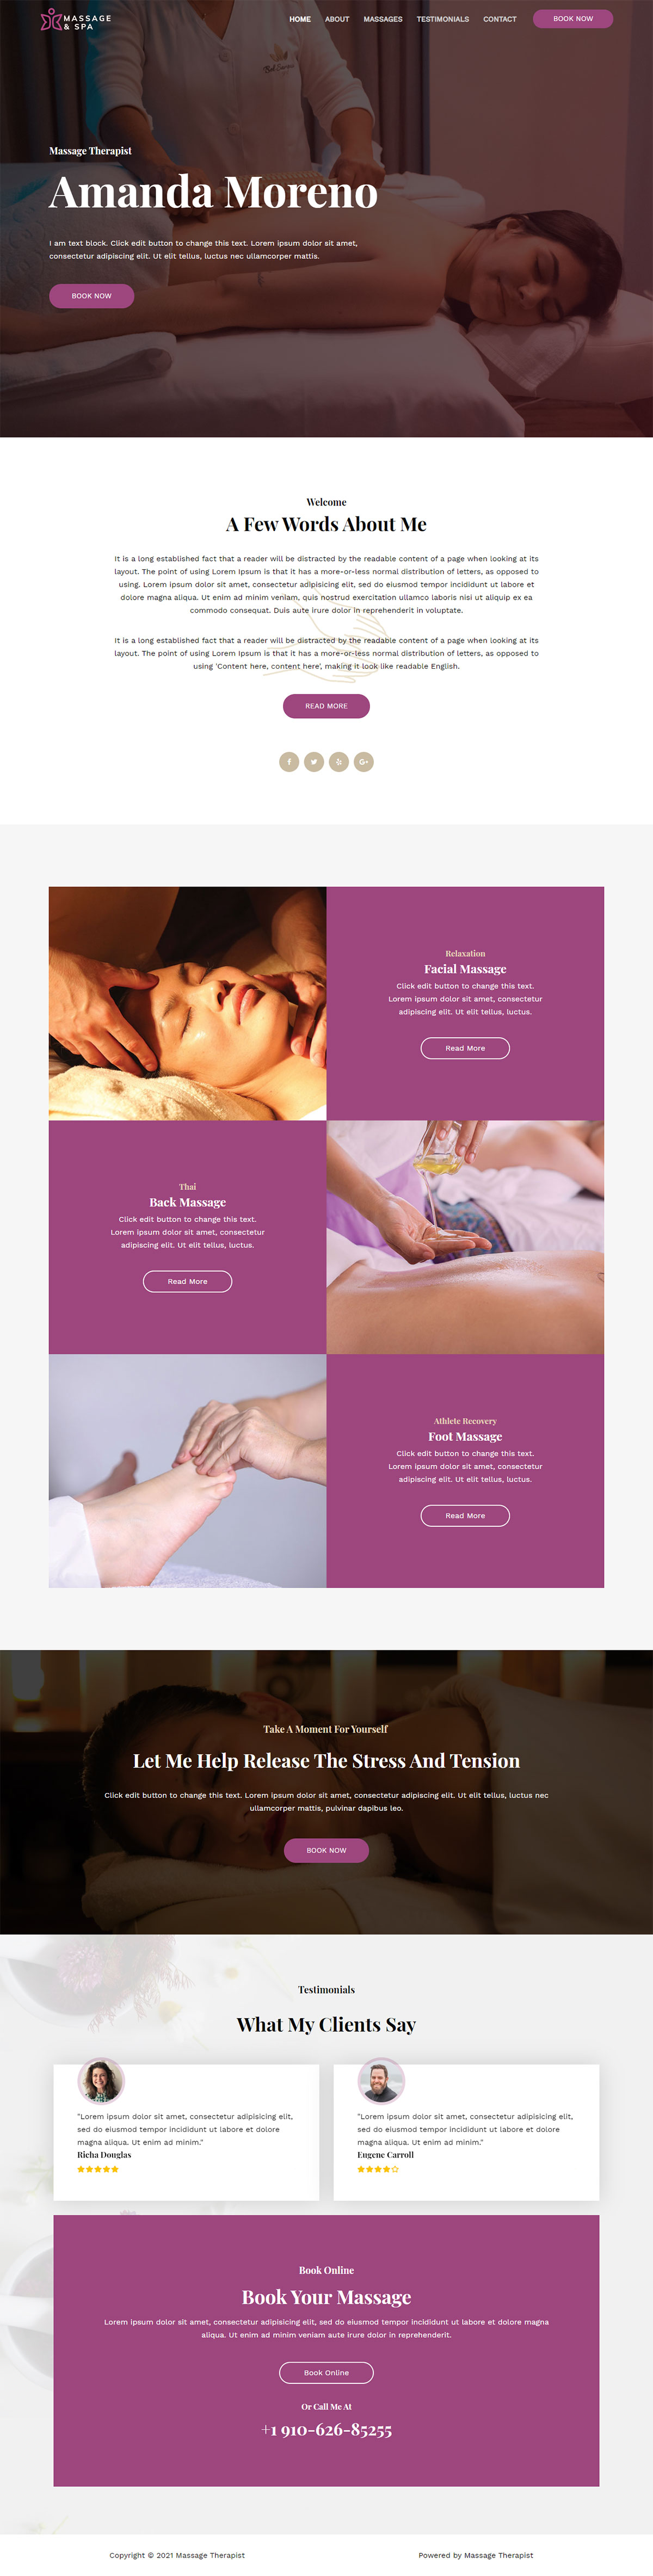 MASSAGE
& SPA
HOME ABOUT MASSAGES TESTIMONIALS CONTACT BOOK NOW
Massage Therapist
Amanda Moreno
I am text block. Click edit button to change this text. Lorem ipsum dolor sit amet,
consectetur adipiscing elit. Ut elit tellus, luctus nec ullamcorper mattis.
BOOK NOW
Welcome
A Few Words About Me
It is a long established fact that a reader will be distracted by the readable content of a page when looking at its
layout. The point of using Lorem Ipsum is that it has a more-or-less normal distribution of letters, as opposed to
using. Lorem ipsum dolor sit amet, consectetur adipisicing elit, sed do eiusmod tempor incididunt ut labore et
dolore magna aliqua. Ut enim ad minim veniam, quis nostrud exercitation ullamco laboris nisi ut aliquip ex ea
commodo consequat. Duis aute irure dolor in reprehenderit in voluptate.
It is a long established fact that a reader will be distracted by the readable content of a page when looking at its
layout. The point of using Lorem Ipsum is that it has a more-or-less normal distribution of letters, as opposed to
using 'Content here, content here', making it look like readable English.
READ MORE
Relaxation
Facial Massage
Click edit button to change this text.
Lorem ipsum dolor sit amet, consectetur
adipiscing elit. Ut elit tellus, luctus.
Read More
Thai
Back Massage
Click edit button to change this text.
Lorem ipsum dolor sit amet, consectetur
adipiscing elit. Ut elit tellus, luctus.
Read More
Athlete Recovery
Foot Massage
Click edit button to change this text.
Lorem ipsum dolor sit amet, consectetur
adipiscing elit. Ut elit tellus, luctus.
Read More
Take A Moment For Yourself
Let Me Help Release The Stress And Tension
Click edit button to change this text. Lorem ipsum dolor sit amet, consectetur adipiscing elit. Ut elit tellus, luctus nec
ullamcorper mattis, pulvinar dapibus leo.
BOOK NOW
Testimonials
What My Clients Say
"Lorem ipsum dolor sit amet, consectetur adipisicing elit,
sed do eiusmod tempor incididunt ut labore et dolore
magna aliqua. Ut enim ad minim."
Richa Douglas
"Lorem ipsum dolor sit amet, consectetur adipisicing elit,
sed do eiusmod tempor incididunt ut labore et dolore
magna aliqua. Ut enim ad minim."
Eugene Carroll
Book Online
Book Your Massage
Lorem ipsum dolor sit amet, consectetur adipisicing elit, sed do eiusmod tempor incididunt ut labore et dolore magna
aliqua. Ut enim ad minim veniam aute irure dolor in reprehenderit.
Book Online
Or Call Me At
+1 910-626-85255
Copyright © 2021 Massage Therapist
Powered by Massage Therapist